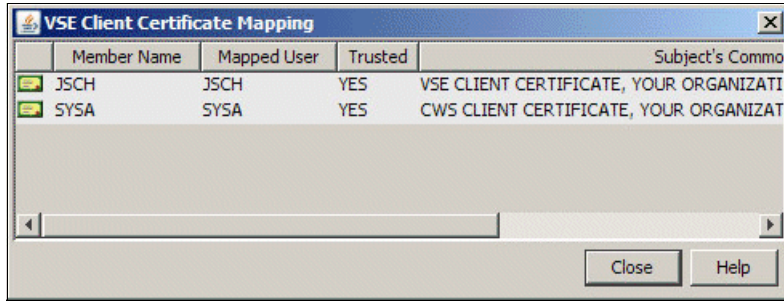 VSE Client Certificate Mapping
Member Name Mapped User Trusted Subject's Commo
JSCH JSCH YES VSE CLIENT CERTIFICATE, YOUR ORGANIZATI
SYSA SYSA YES CWS CLIENT CERTIFICATE, YOUR ORGANIZAT
Close Help